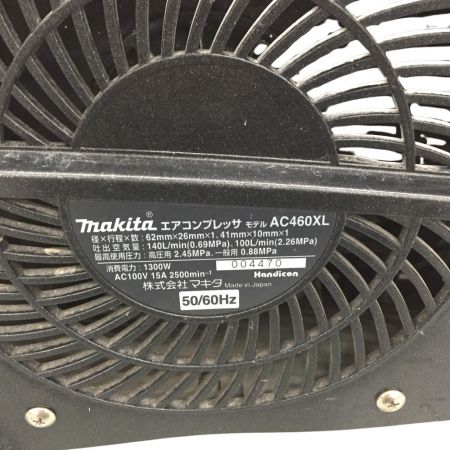 makita® エアコンプレッサ モデル AC460XL
径×行程×数：62mm×26mm×1．41mm×10mm×1
吐出空気量：140L/min(0.69MPa)．100L/min(2.26MPa)
最高使用圧力：高圧用 2.45MPa．一般用 0.88MPa
消費電力：1300W 004470
AC100V 15A 2500min⁻¹ Handicon
株式会社マキタ Made in Japan
50/60Hz